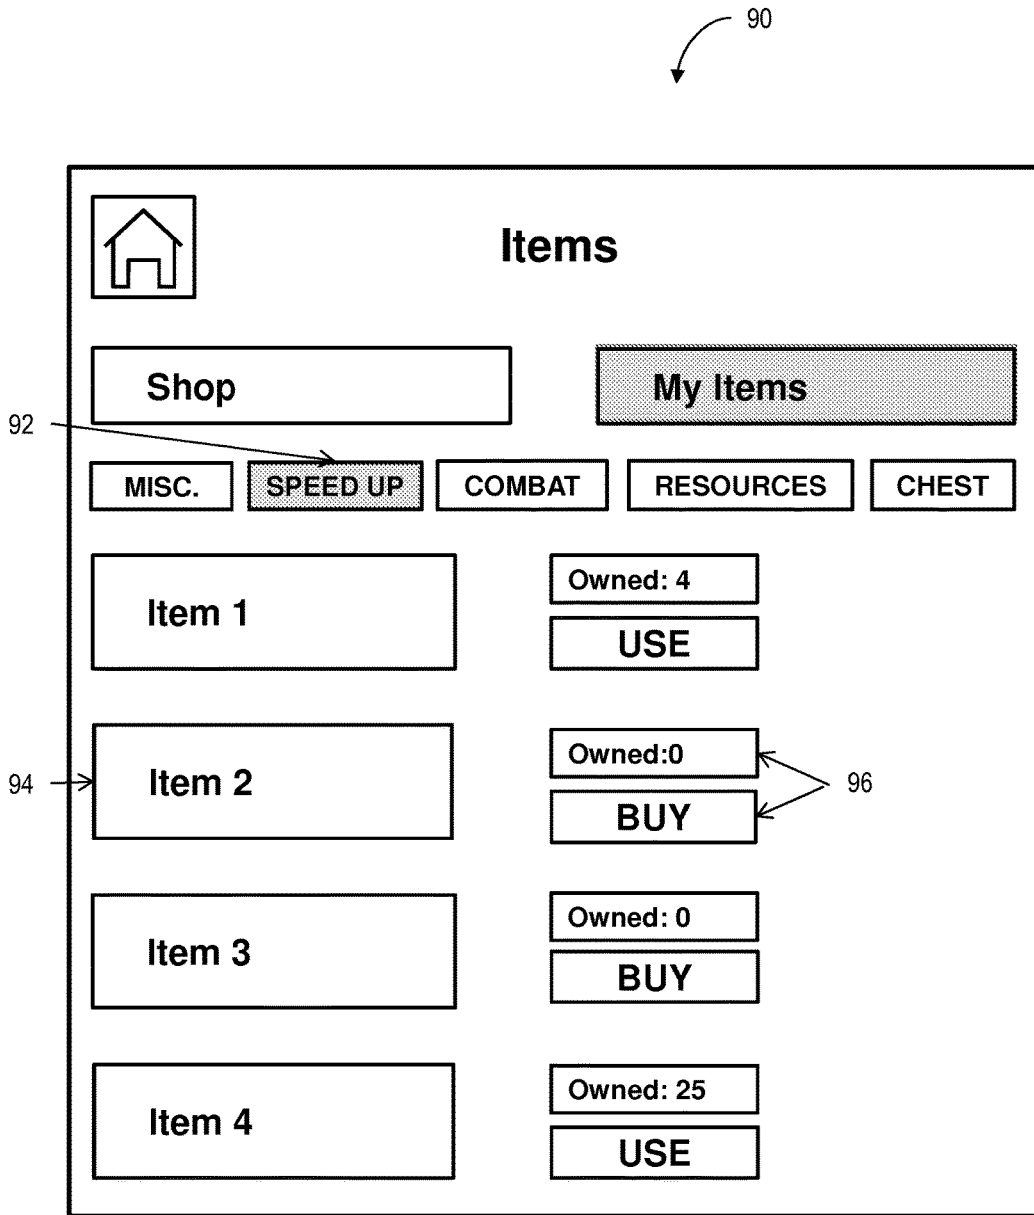 90
Items
Shop
My Items
92
MISC.
SPEED UP
COMBAT
RESOURCES
CHEST
Item 1
Owned: 4
USE
94
Item 2
Owned:0
BUY
96
Item 3
Owned: 0
BUY
Item 4
Owned: 25
USE